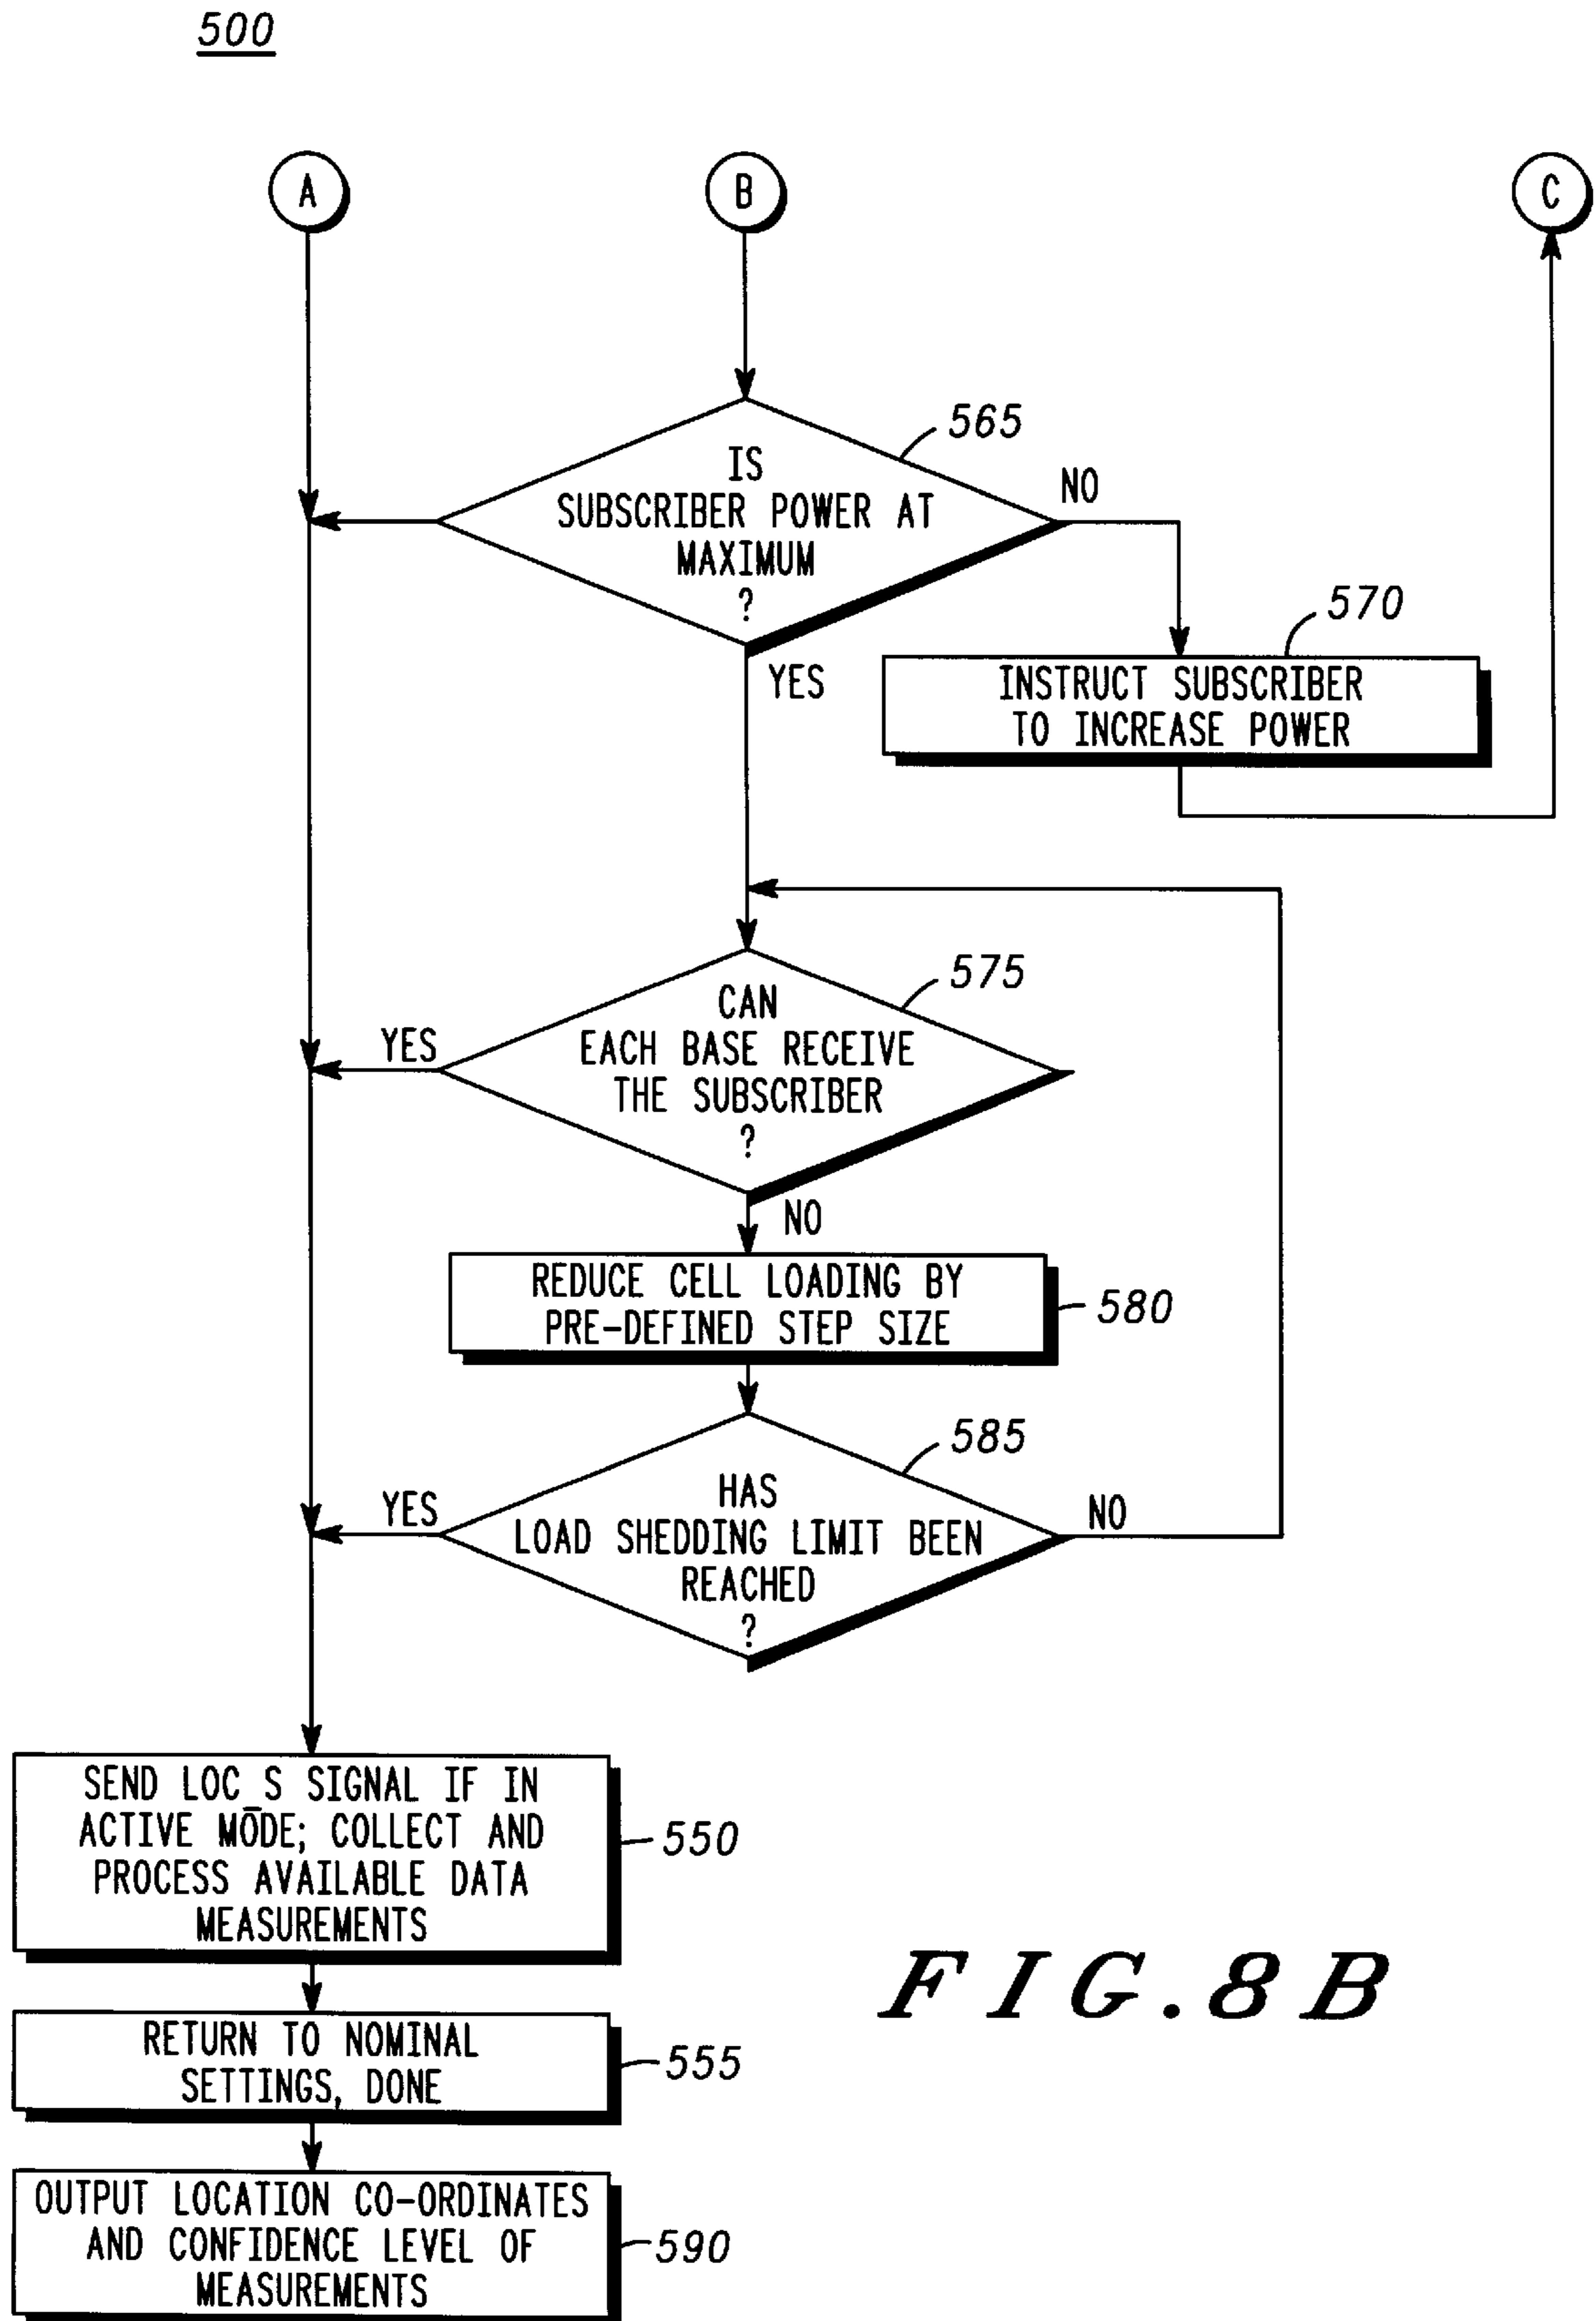 500
A
B
C
565
IS
SUBSCRIBER POWER AT
MAXIMUM
?
NO
YES
570
INSTRUCT SUBSCRIBER
TO INCREASE POWER
575
CAN
EACH BASE RECEIVE
THE SUBSCRIBER
?
YES
NO
REDUCE CELL LOADING BY
PRE-DEFINED STEP SIZE
580
585
HAS
LOAD SHEDDING LIMIT BEEN
REACHED
?
YES
NO
SEND LOC_S SIGNAL IF IN
ACTIVE MODE; COLLECT AND
PROCESS AVAILABLE DATA
MEASUREMENTS
550
RETURN TO NOMINAL
SETTINGS, DONE
555
OUTPUT LOCATION CO-ORDINATES
AND CONFIDENCE LEVEL OF
MEASUREMENTS
590
FIG. 8B